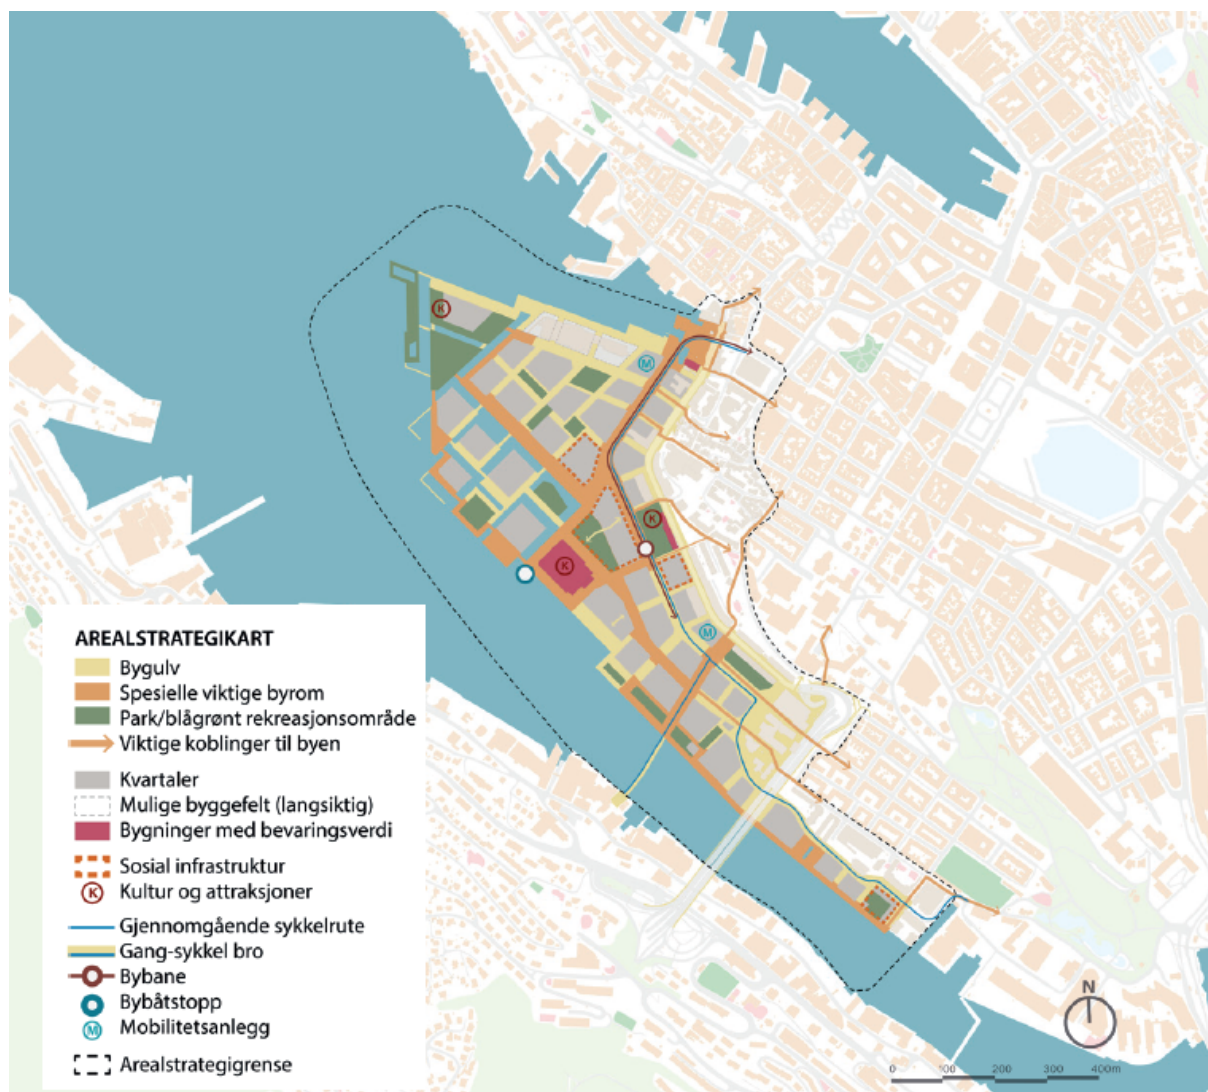 K
M
K
K
M
AREALSTRATEGIKART
Bygulv
Spesielle viktige byrom
Park/blågrønt rekreasjonsområde
Viktige koblinger til byen
Kvartaler
Mulige byggefelt (langsiktig)
Bygninger med bevaringsverdi
Sosial infrastruktur
K Kultur og attraksjoner
Gjennomgående sykkelrute
Gang-sykkel bro
Bybane
Bybåtstopp
M Mobilitetsanlegg
Arealstrategigrense
N
0 100 200 300 400m